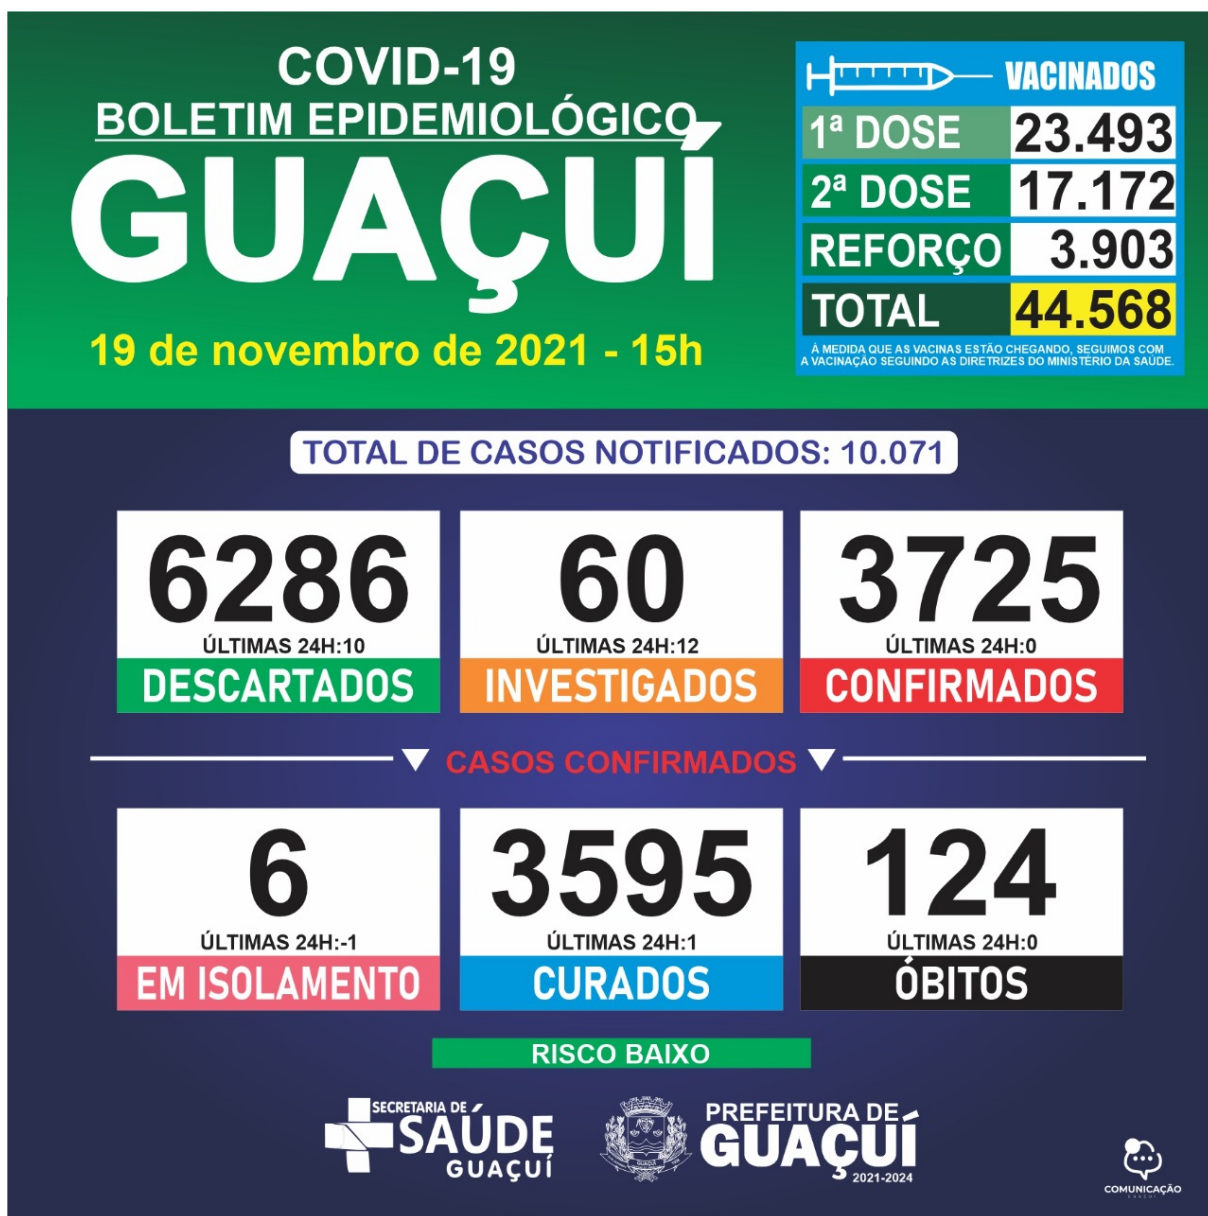 COVID-19
BOLETIM EPIDEMIOLÓGICO
GUAÇUÍ
19 de novembro de 2021 - 15h
VACINADOS
1ª DOSE 23.493
2ª DOSE 17.172
REFORÇO 3.903
TOTAL 44.568
À MEDIDA QUE AS VACINAS ESTÃO CHEGANDO, SEGUIMOS COM
A VACINAÇÃO SEGUINDO AS DIRETRIZES DO MINISTÉRIO DA SAÚDE.
TOTAL DE CASOS NOTIFICADOS: 10.071
6286
ÚLTIMAS 24H:10
DESCARTADOS
60
ÚLTIMAS 24H:12
INVESTIGADOS
3725
ÚLTIMAS 24H:0
CONFIRMADOS
CASOS CONFIRMADOS
6
ÚLTIMAS 24H:-1
EM ISOLAMENTO
3595
ÚLTIMAS 24H:1
CURADOS
124
ÚLTIMAS 24H:0
ÓBITOS
RISCO BAIXO
SECRETARIA DE
SAÚDE
GUAÇUÍ
PREFEITURA DE
GUAÇUÍ
2021-2024
COMUNICAÇÃO